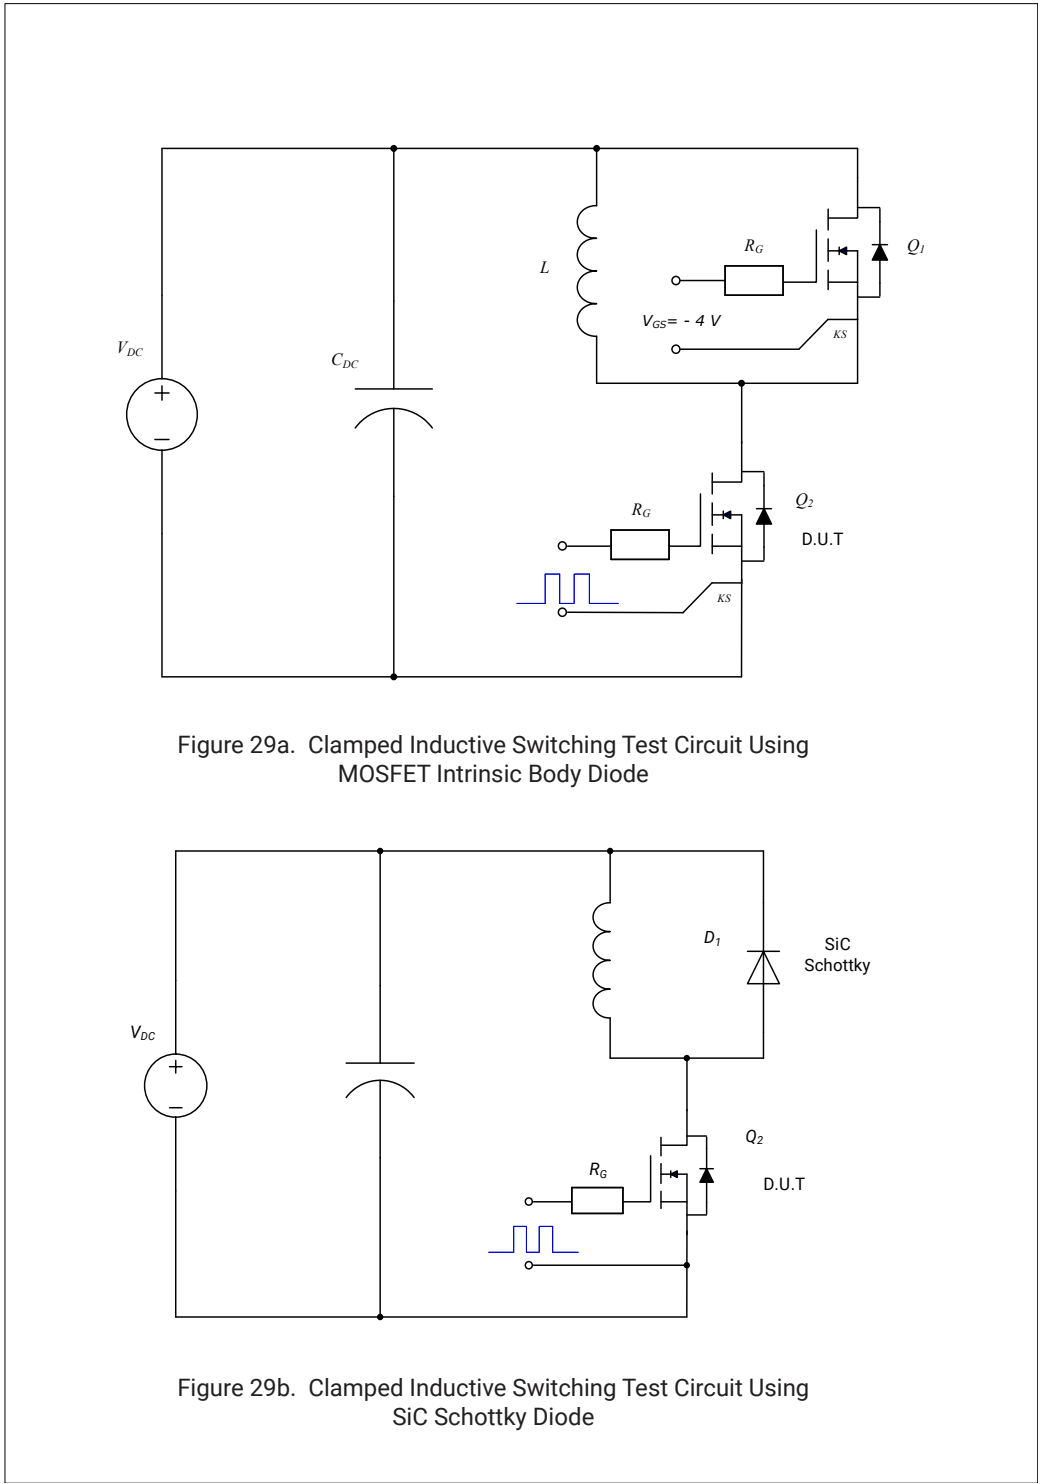 R_G
Q_1
L
V_GS= - 4 V
KS
V_DC
C_DC
+
−
Q_2
R_G
D.U.T
KS
Figure 29a. Clamped Inductive Switching Test Circuit Using
MOSFET Intrinsic Body Diode
D_1
SiC
Schottky
V_DC
+
−
Q_2
R_G
D.U.T
Figure 29b. Clamped Inductive Switching Test Circuit Using
SiC Schottky Diode